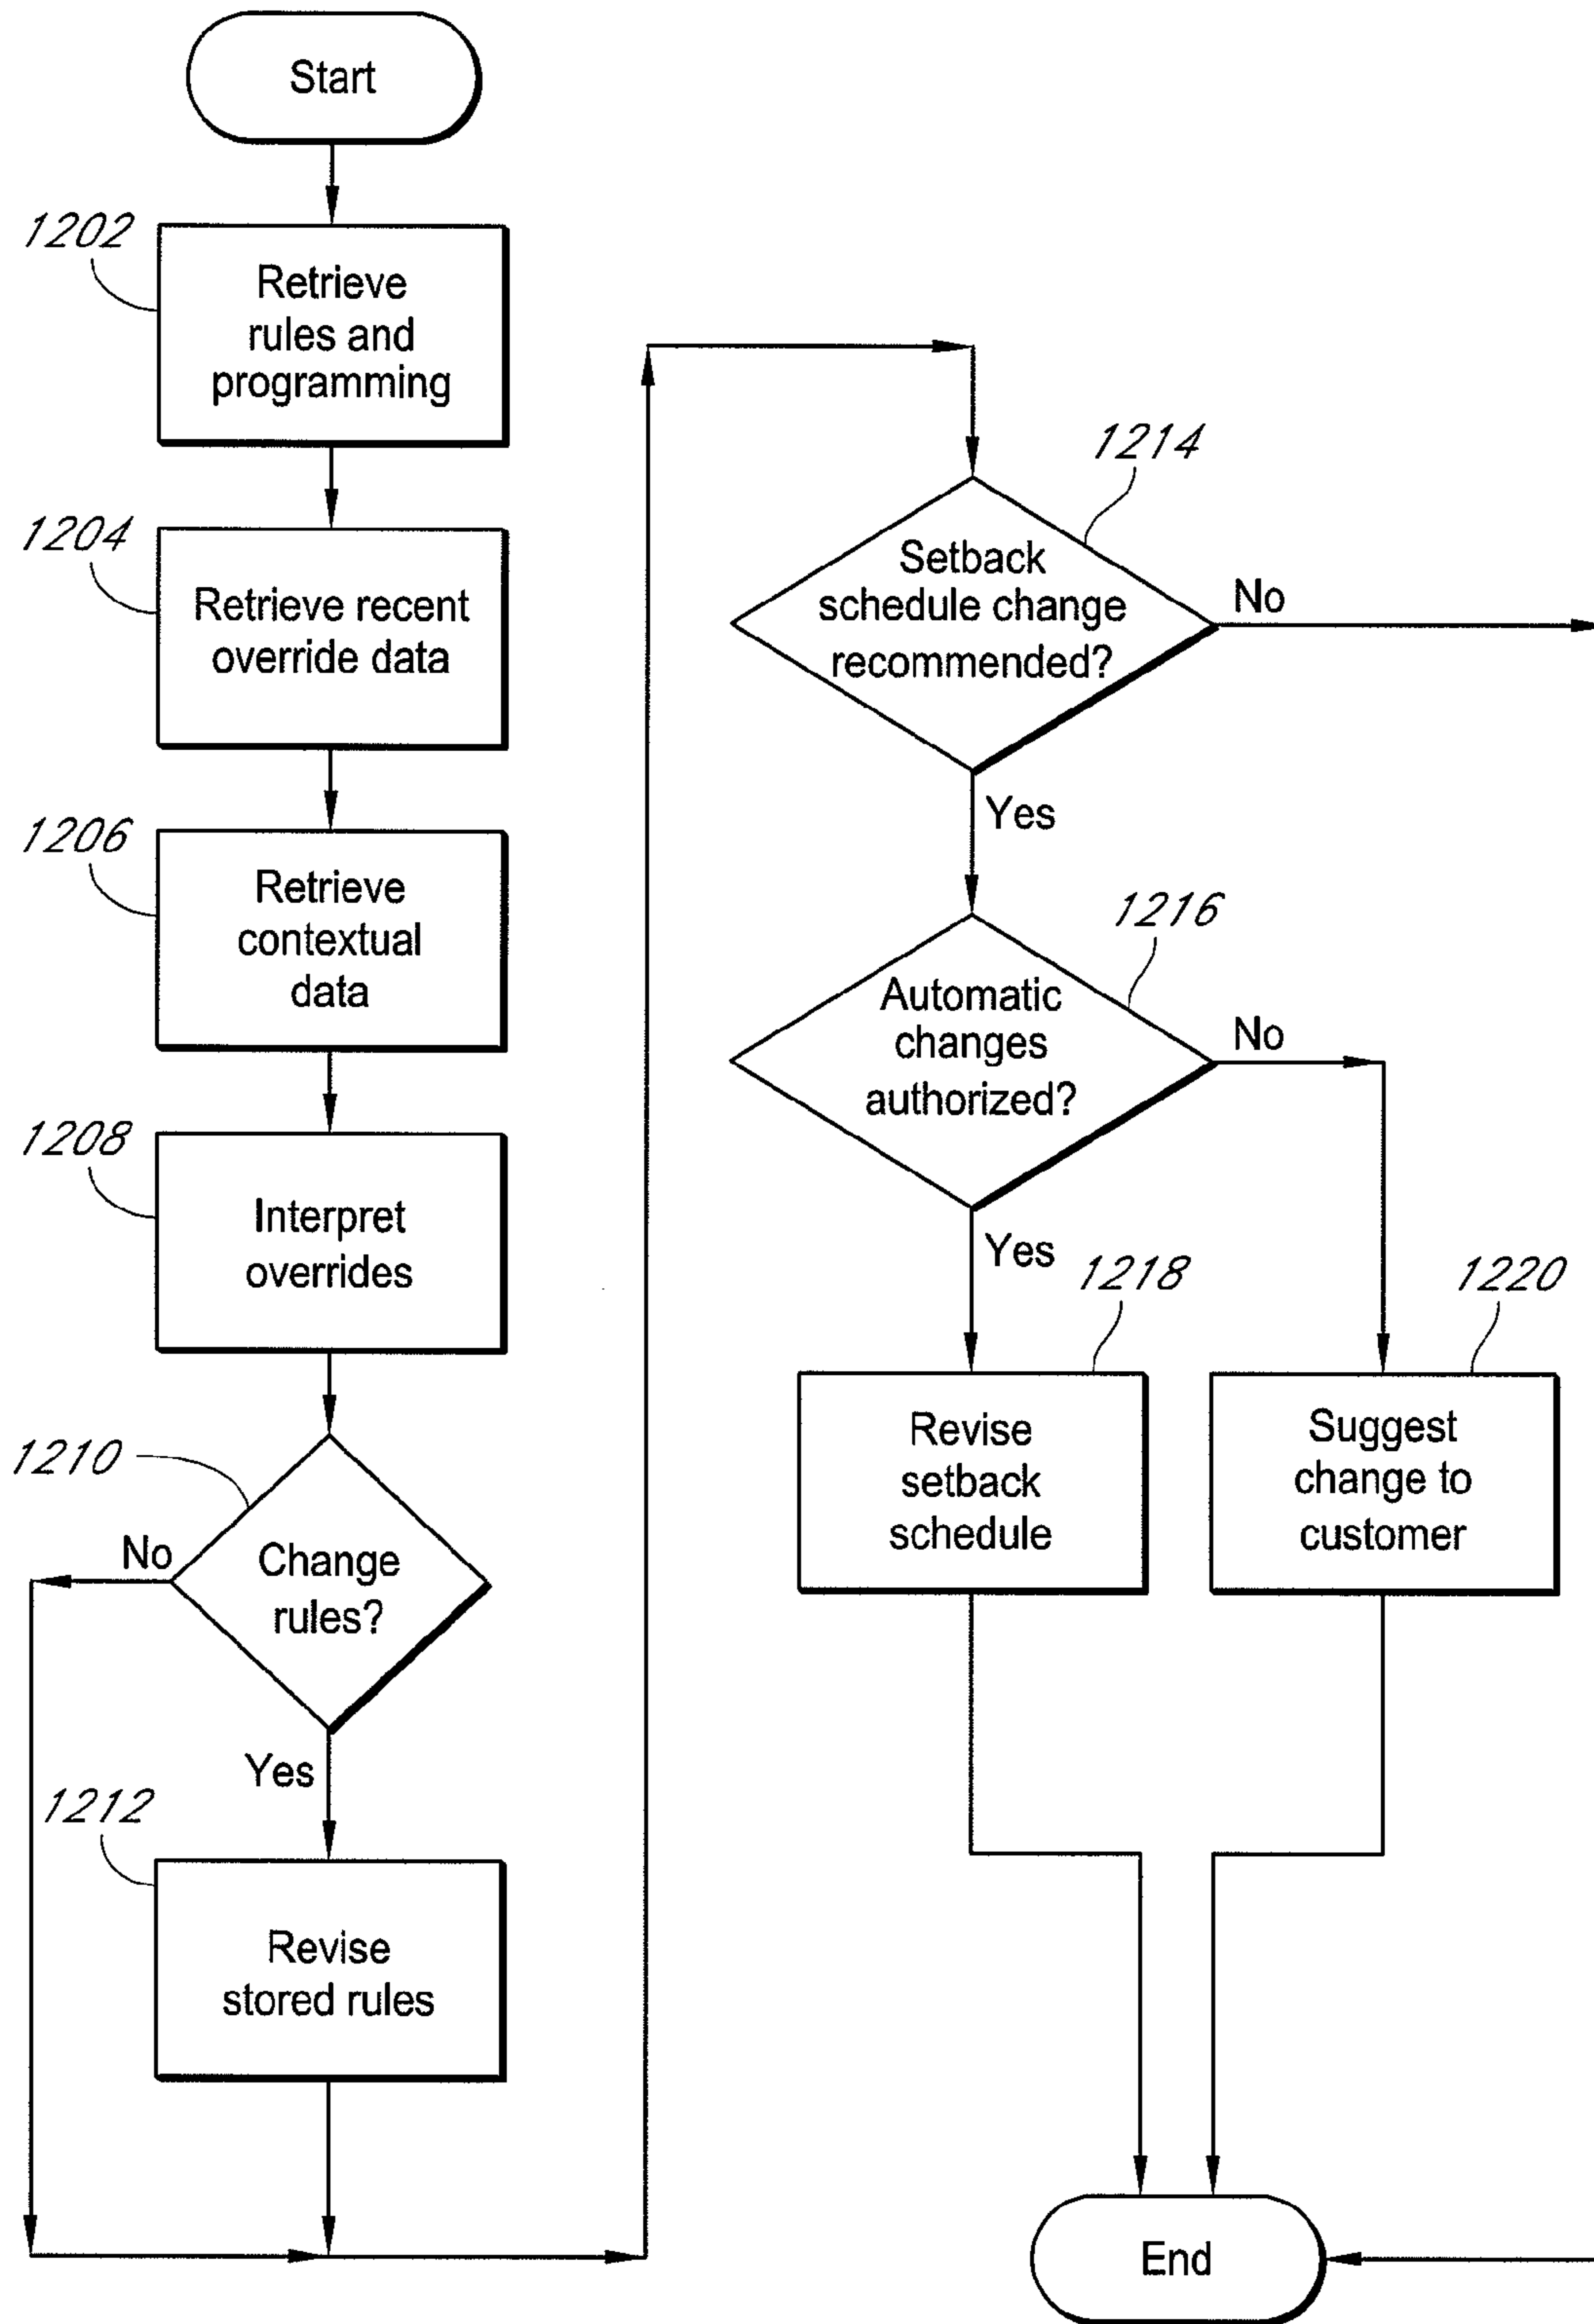 Start
1202
Retrieve
rules and
programming
1204
Retrieve recent
override data
1206
Retrieve
contextual
data
1208
Interpret
overrides
1210
No
Change
rules?
Yes
1212
Revise
stored rules
1214
Setback
schedule change
recommended?
No
Yes
1216
Automatic
changes
authorized?
No
Yes
1218
Revise
setback
schedule
1220
Suggest
change to
customer
End